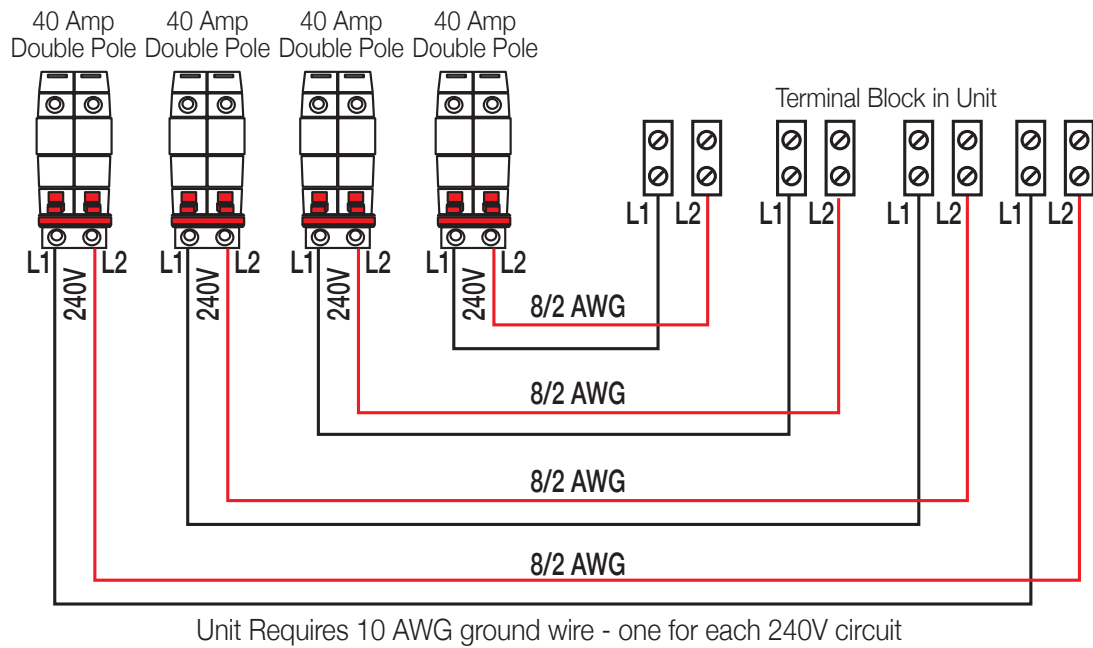 40 Amp 40 Amp 40 Amp 40 Amp
Double Pole Double Pole Double Pole Double Pole
Terminal Block in Unit
L1 L2 L1 L2 L1 L2 L1 L2
L1 L2 L1 L2 L1 L2 L1 L2
240V 240V 240V 240V
8/2 AWG
8/2 AWG
8/2 AWG
8/2 AWG
Unit Requires 10 AWG ground wire - one for each 240V circuit